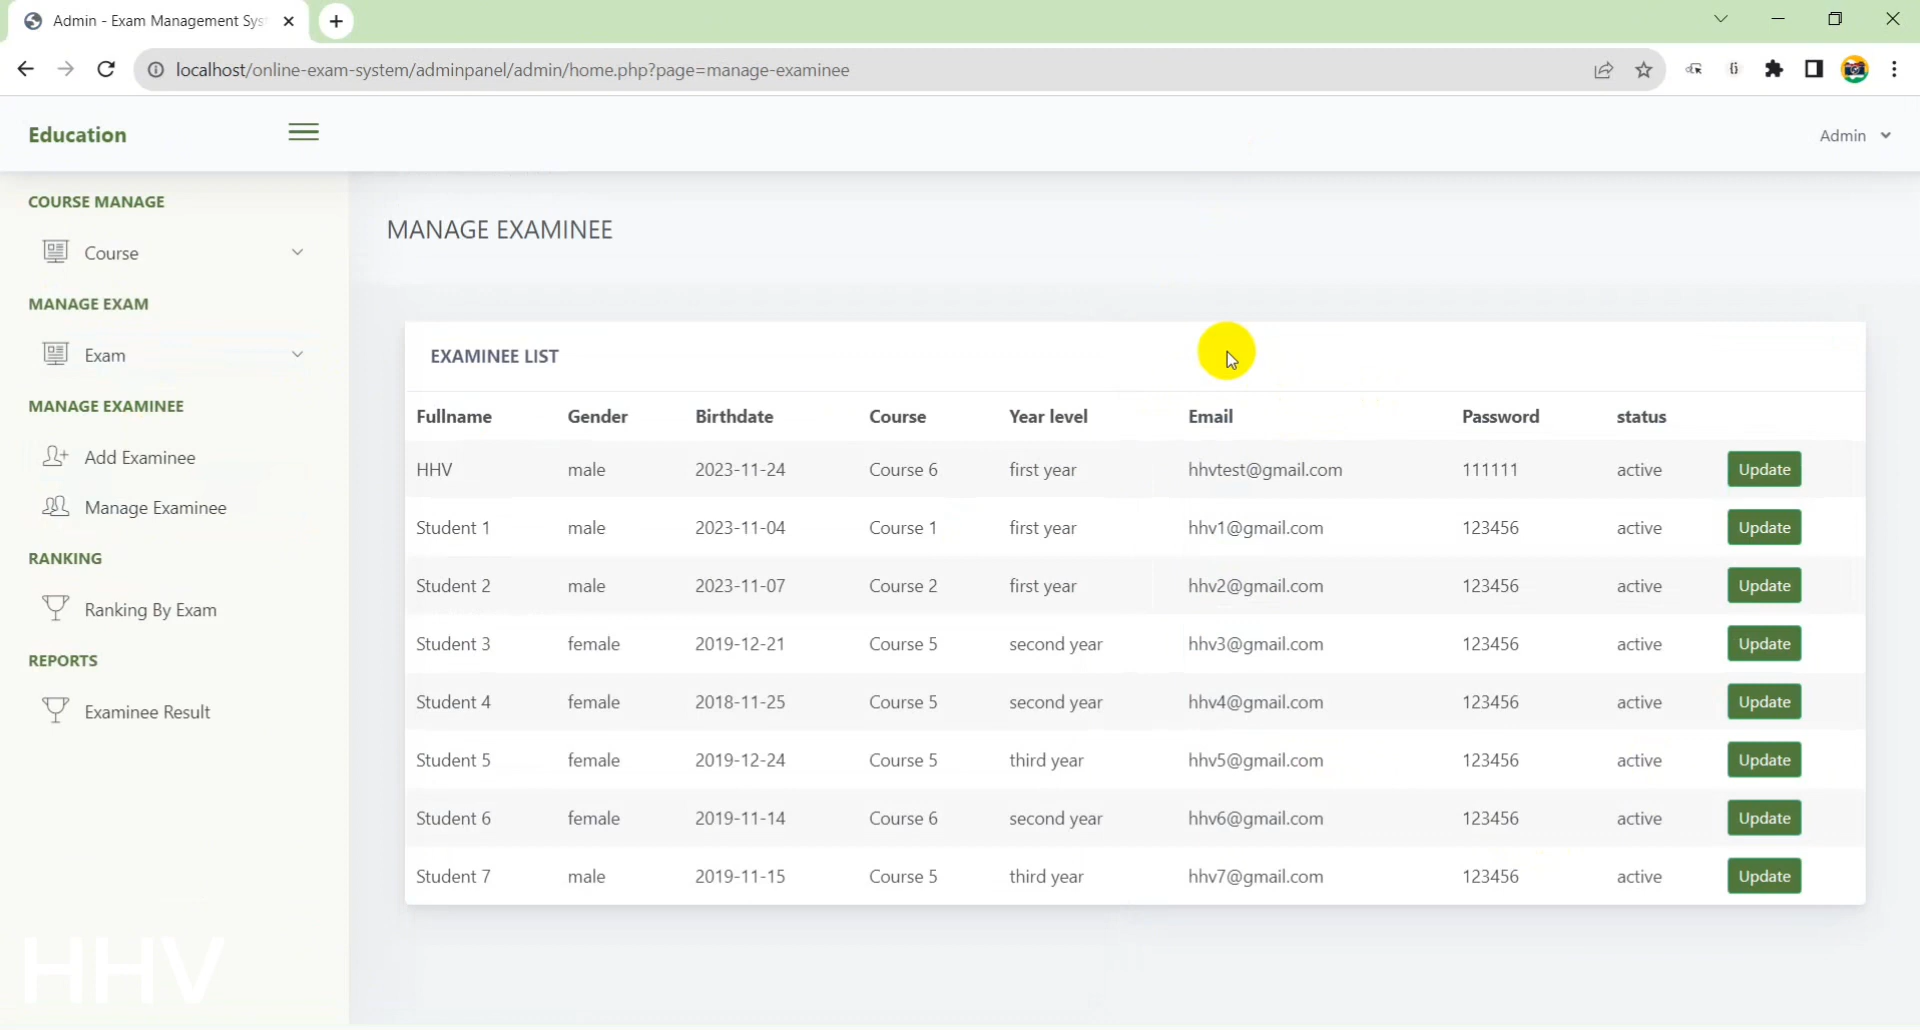 Admin - Exam Management Sys
localhost/online-exam-system/adminpanel/admin/home.php?page=manage-examinee
Education
Admin
COURSE MANAGE
Course
MANAGE EXAM
Exam
MANAGE EXAMINEE
Add Examinee
Manage Examinee
RANKING
Ranking By Exam
REPORTS
Examinee Result
HHV
MANAGE EXAMINEE
EXAMINEE LIST
Fullname Gender Birthdate Course Year level Email Password status
HHV male 2023-11-24 Course 6 first year hhvtest@gmail.com 111111 active Update
Student 1 male 2023-11-04 Course 1 first year hhv1@gmail.com 123456 active Update
Student 2 male 2023-11-07 Course 2 first year hhv2@gmail.com 123456 active Update
Student 3 female 2019-12-21 Course 5 second year hhv3@gmail.com 123456 active Update
Student 4 female 2018-11-25 Course 5 second year hhv4@gmail.com 123456 active Update
Student 5 female 2019-12-24 Course 5 third year hhv5@gmail.com 123456 active Update
Student 6 female 2019-11-14 Course 6 second year hhv6@gmail.com 123456 active Update
Student 7 male 2019-11-15 Course 5 third year hhv7@gmail.com 123456 active Update